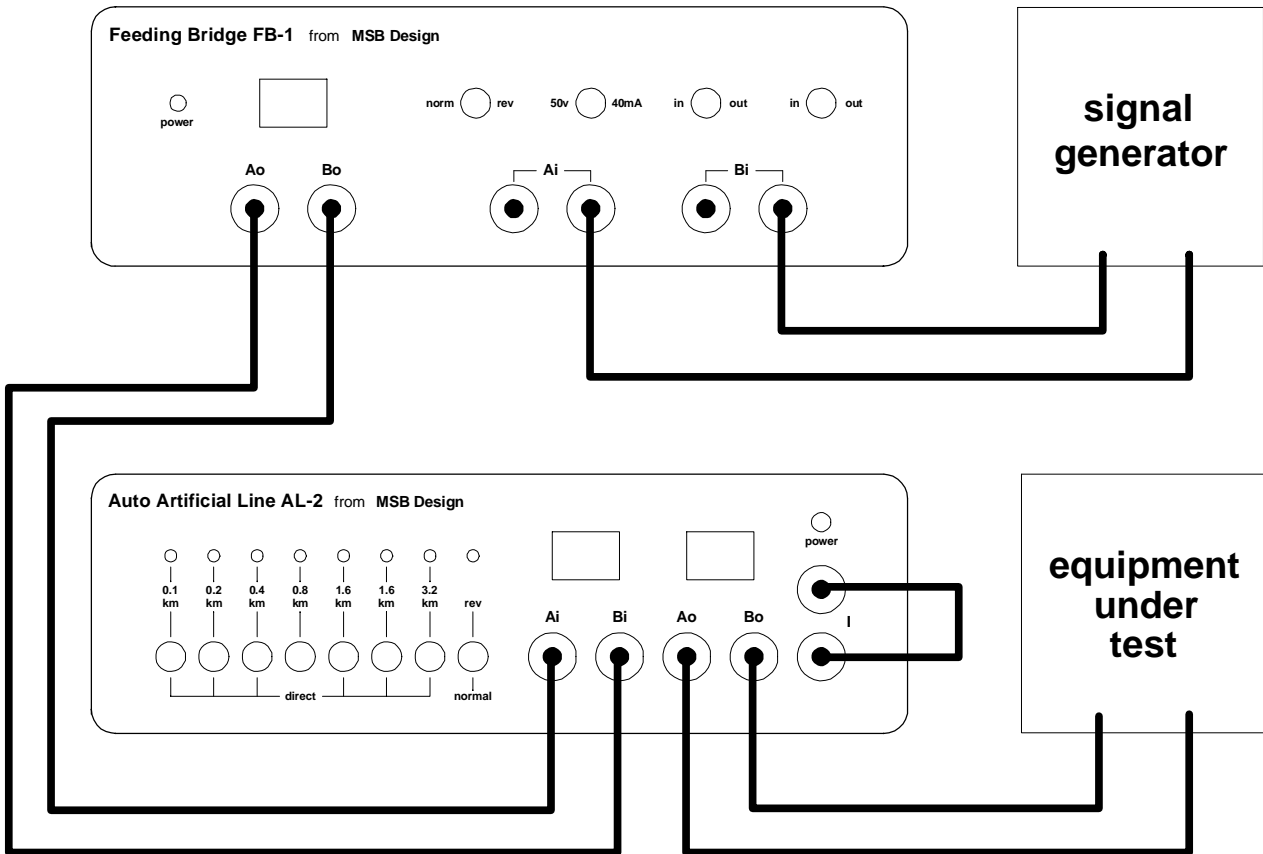 Feeding Bridge FB-1 from MSB Design
power
norm rev 50v 40mA in out in out
Ao Bo Ai Bi
signal
generator
Auto Artificial Line AL-2 from MSB Design
power
0.1 0.2 0.4 0.8 1.6 1.6 3.2
km km km km km km km rev
Ai Bi Ao Bo I
direct normal
equipment
under
test